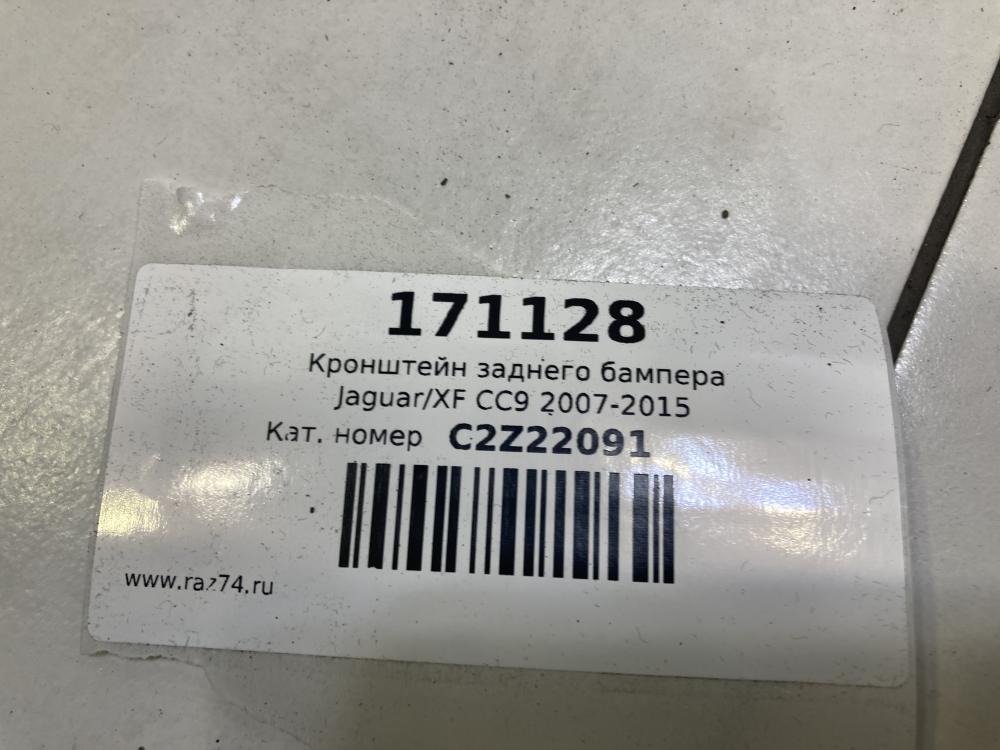 171128
Кронштейн заднего бампера
Jaguar/XF CC9 2007-2015
Кат. номер C2Z22091
www.raz74.ru